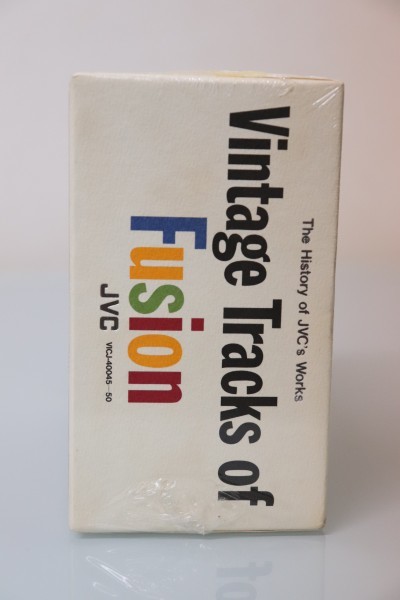 The History of JVC's Works
Vintage Tracks of
Fusion
JVC VICJ-40045~50